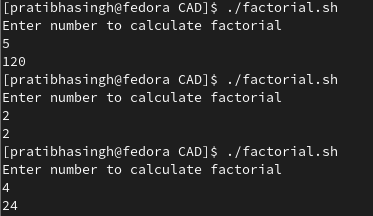 [pratibhasingh@fedora CAD]$ ./factorial.sh
Enter number to calculate factorial
5
120
[pratibhasingh@fedora CAD]$ ./factorial.sh
Enter number to calculate factorial
2
2
[pratibhasingh@fedora CAD]$ ./factorial.sh
Enter number to calculate factorial
4
24